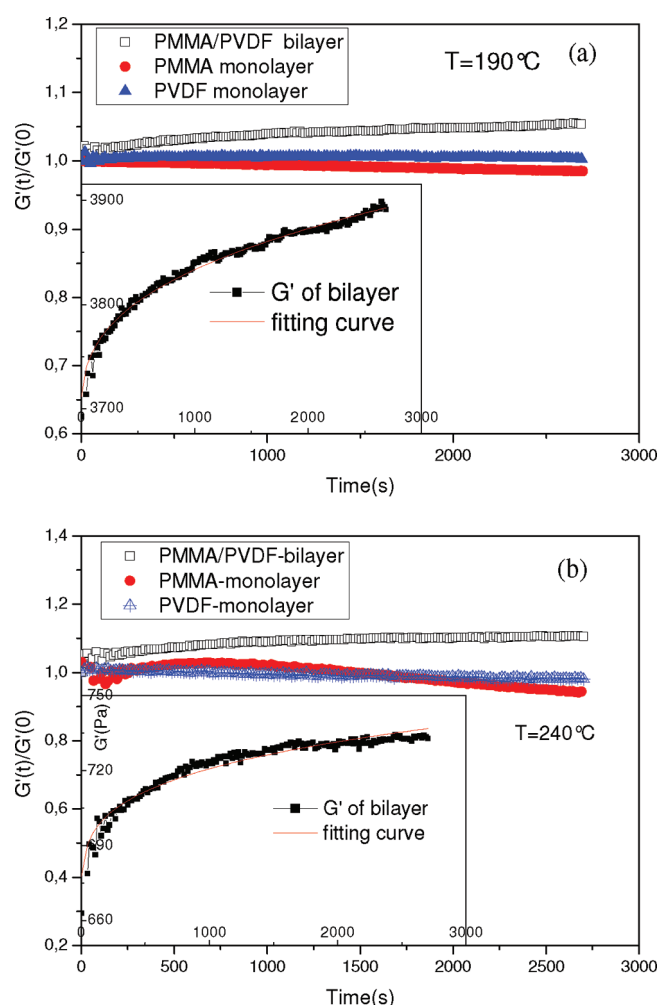 1,2
PMMA/PVDF bilayer
PMMA monolayer
PVDF monolayer
T=190°C
(a)
1,1
1,0
G'(t)/G'(0)
0,9
0,8
0,7
0,6
3900
3800
3700
G' of bilayer
fitting curve
0 1000 2000 3000
0 500 1000 1500 2000 2500 3000
Time(s)
1,4
PMMA/PVDF-bilayer
PMMA-monolayer
PVDF-monolayer
(b)
1,2
1,0
G'(t)/G'(0)
0,8
0,6
0,4
0,2
750
G'(Pa)
720
690
660
T=240°C
G' of bilayer
fitting curve
0 1000 2000 3000
0 500 1000 1500 2000 2500 3000
Time(s)